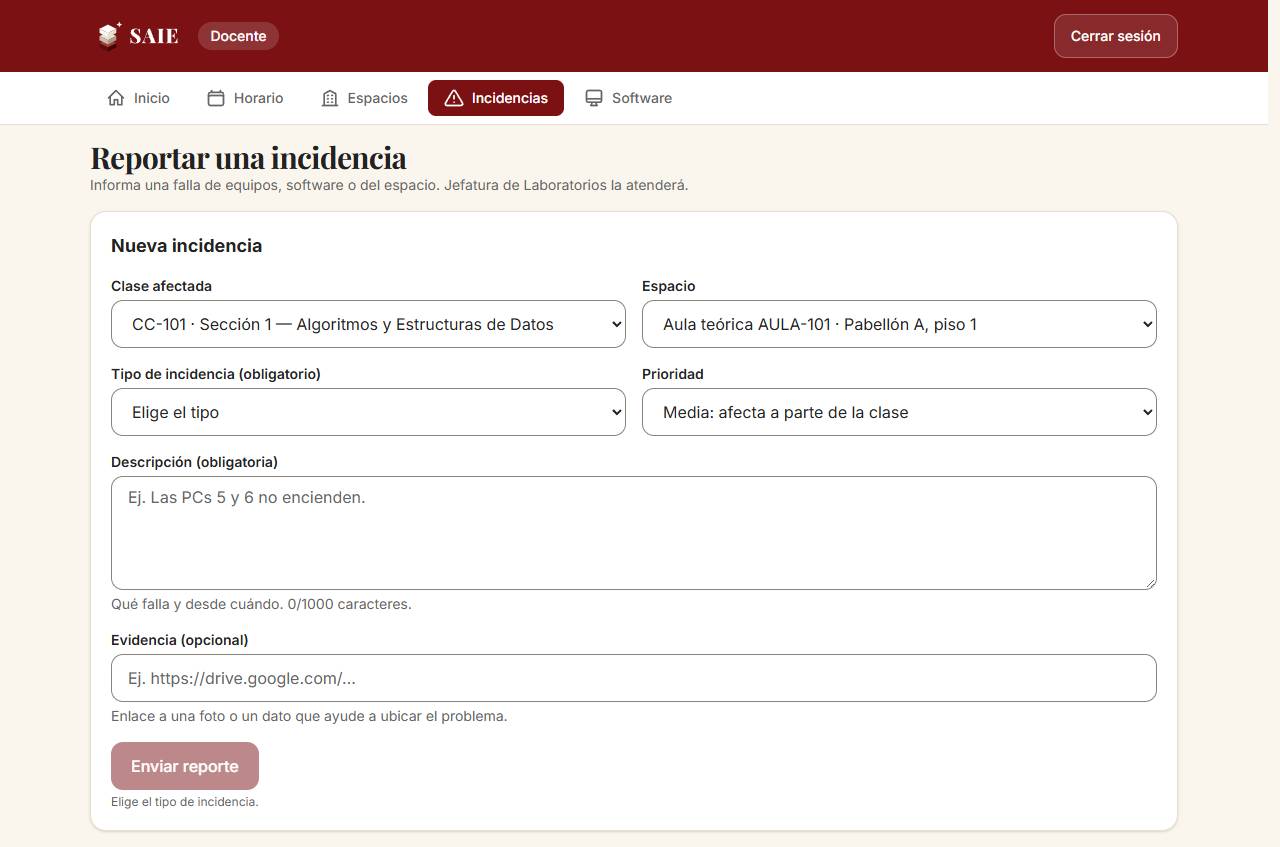 SAIE Docente Cerrar sesión
Inicio Horario Espacios Incidencias Software
Reportar una incidencia
Informa una falla de equipos, software o del espacio. Jefatura de Laboratorios la atenderá.
Nueva incidencia
Clase afectada Espacio
CC-101 · Sección 1 — Algoritmos y Estructuras de Datos Aula teórica AULA-101 · Pabellón A, piso 1
Tipo de incidencia (obligatorio) Prioridad
Elige el tipo Media: afecta a parte de la clase
Descripción (obligatoria)
Ej. Las PCs 5 y 6 no encienden.
Qué falla y desde cuándo. 0/1000 caracteres.
Evidencia (opcional)
Ej. https://drive.google.com/...
Enlace a una foto o un dato que ayude a ubicar el problema.
Enviar reporte
Elige el tipo de incidencia.